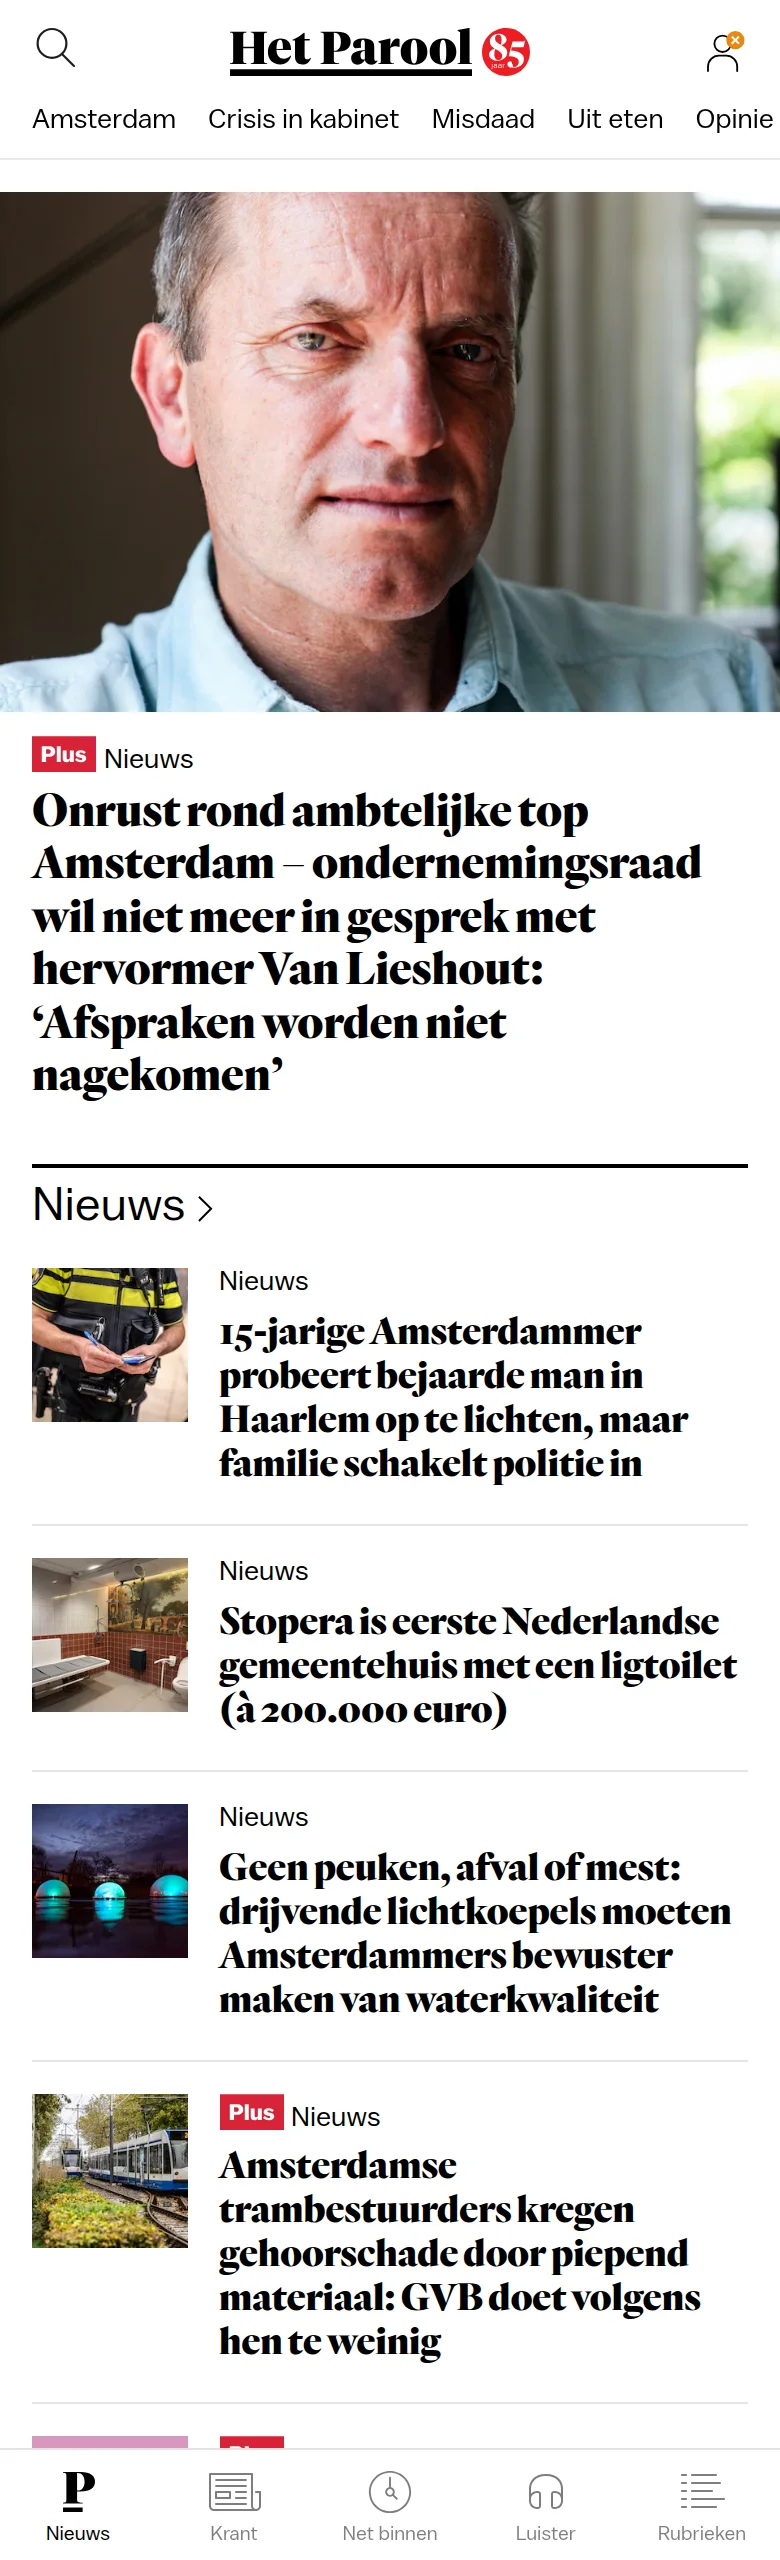 Het Parool 85 jaar
Amsterdam Crisis in kabinet Misdaad Uit eten Opinie
Plus Nieuws
Onrust rond ambtelijke top
Amsterdam – ondernemingsraad
wil niet meer in gesprek met
hervormer Van Lieshout:
‘Afspraken worden niet
nagekomen’
Nieuws
Nieuws
15-jarige Amsterdammer
probeert bejaarde man in
Haarlem op te lichten, maar
familie schakelt politie in
Nieuws
Stopera is eerste Nederlandse
gemeentehuis met een ligtoilet
(à 200.000 euro)
Nieuws
Geen peuken, afval of mest:
drijvende lichtkoepels moeten
Amsterdammers bewuster
maken van waterkwaliteit
Plus Nieuws
Amsterdamse
trambestuurders kregen
gehoorschade door piepend
materiaal: GVB doet volgens
hen te weinig
P
Nieuws Krant Net binnen Luister Rubrieken